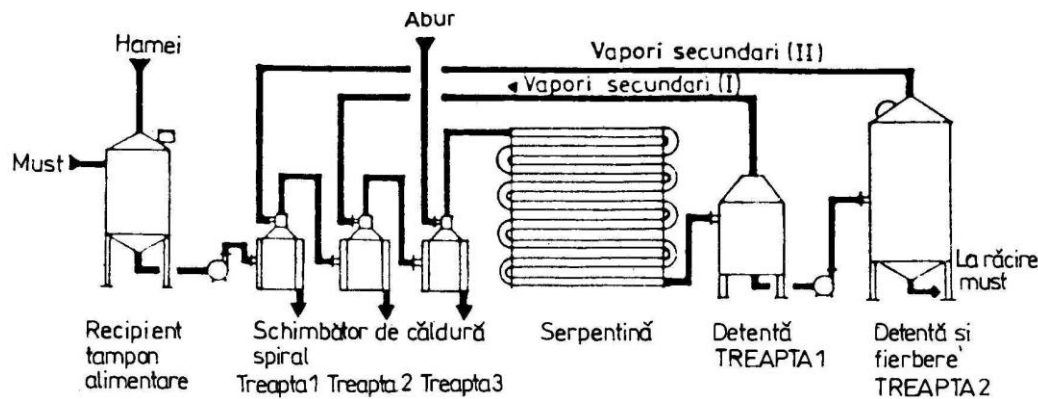 Abur
Hamei
Vapori secundari (II)
Vapori secundari (I)
Must
La răcire
must
Recipient
tampon
alimentare
Schimbător de căldură
spiral
Treapta 1 Treapta 2 Treapta 3
Serpentină
Detentă
TREAPTA 1
Detentă si
fierbere
TREAPTA 2